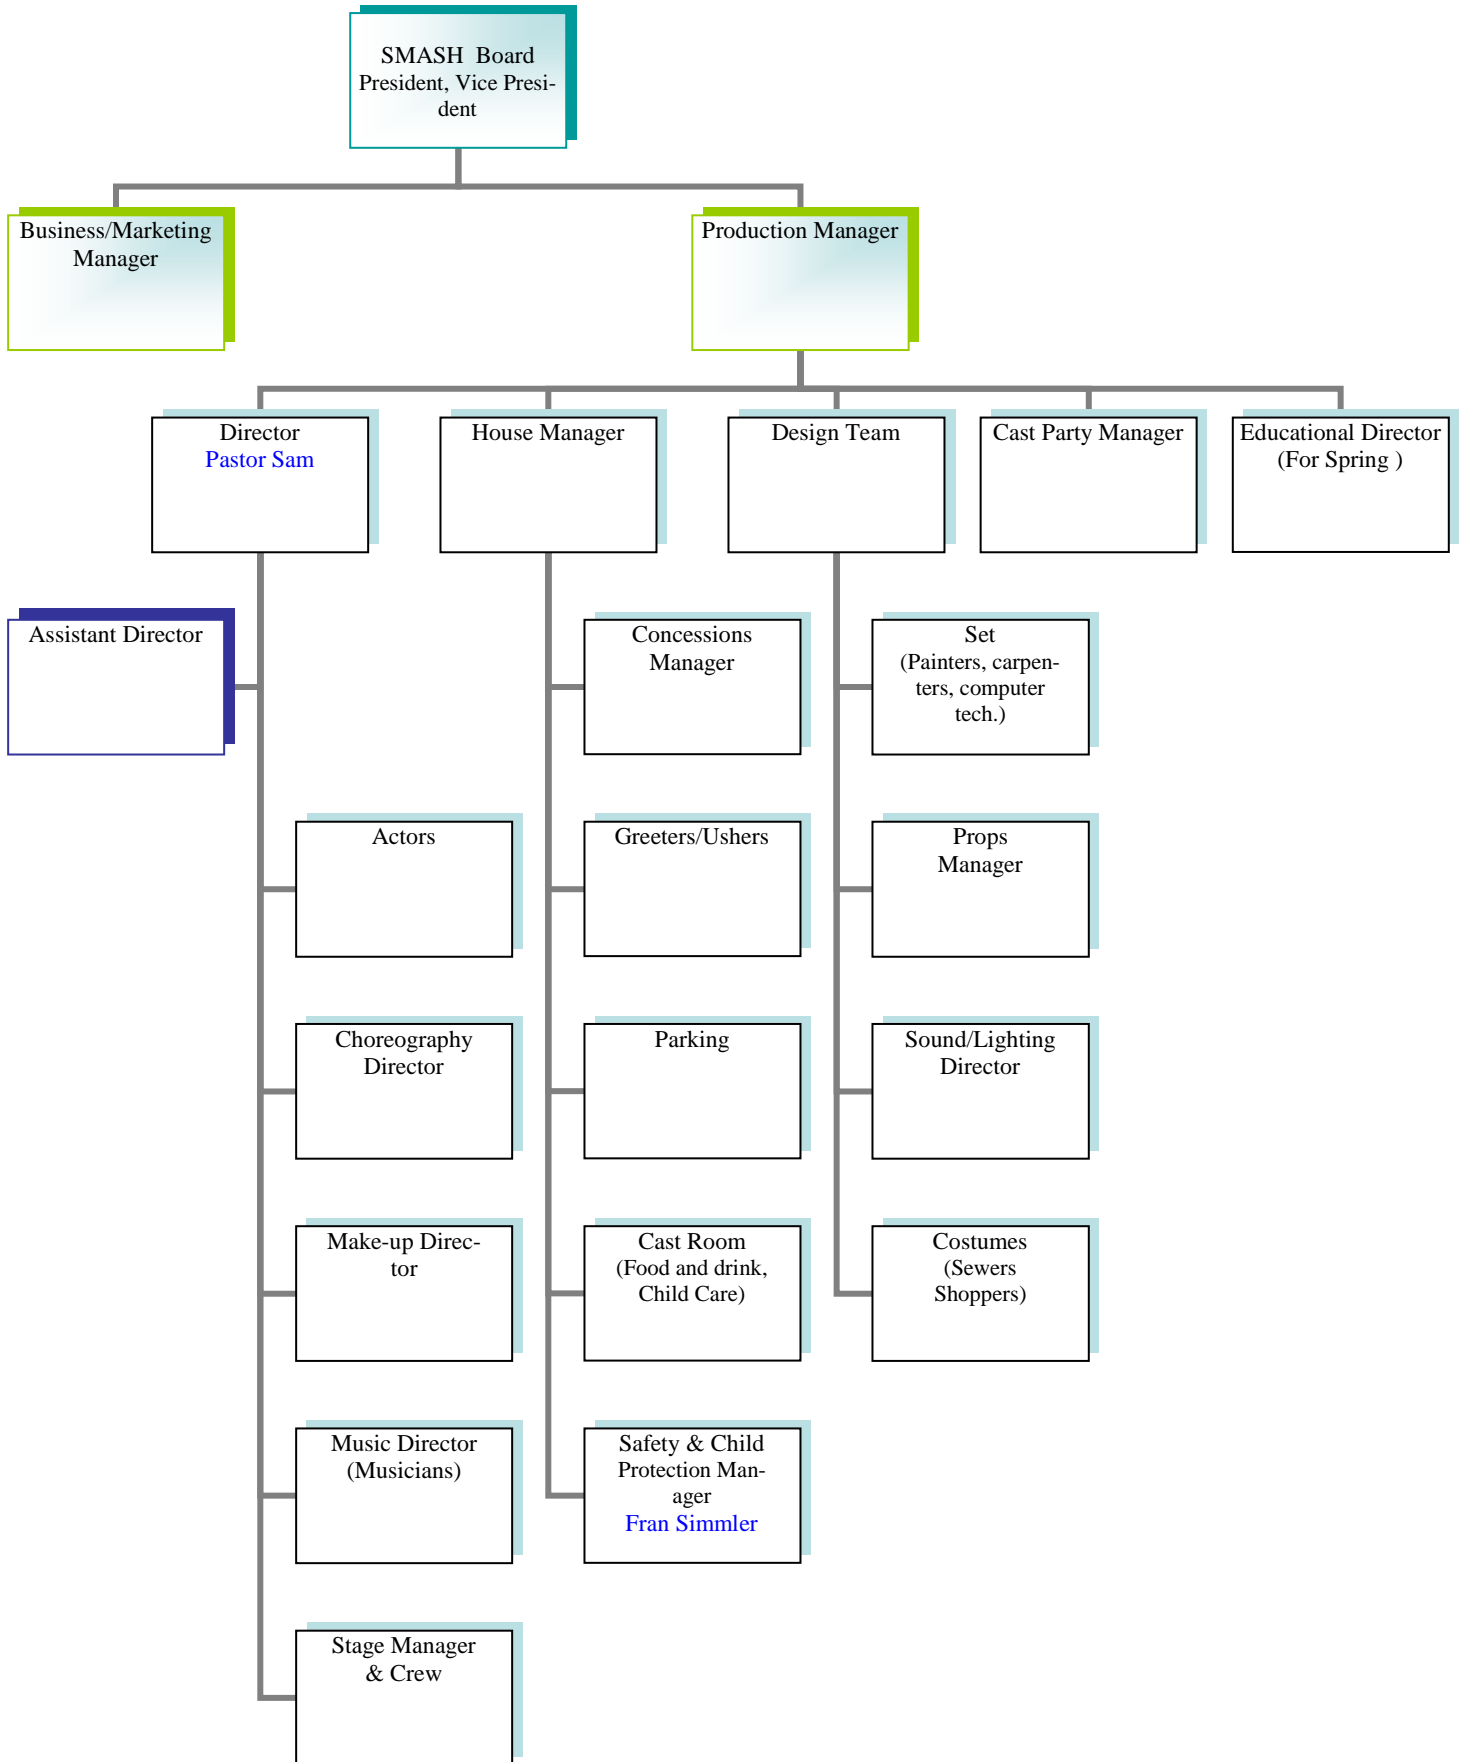 SMASH  Board
President, Vice Presi-
dent
Business/Marketing
Manager
Production Manager
Director
Pastor Sam
House Manager
Design Team
Cast Party Manager
Educational Director
(For Spring )
Assistant Director
Concessions
Manager
Set
(Painters, carpen-
ters, computer
tech.)
Actors
Greeters/Ushers
Props
Manager
Choreography
Director
Parking
Sound/Lighting
Director
Make-up Direc-
tor
Cast Room
(Food and drink,
Child Care)
Costumes
(Sewers
Shoppers)
Music Director
(Musicians)
Safety & Child
Protection Man-
ager
Fran Simmler
Stage Manager
& Crew